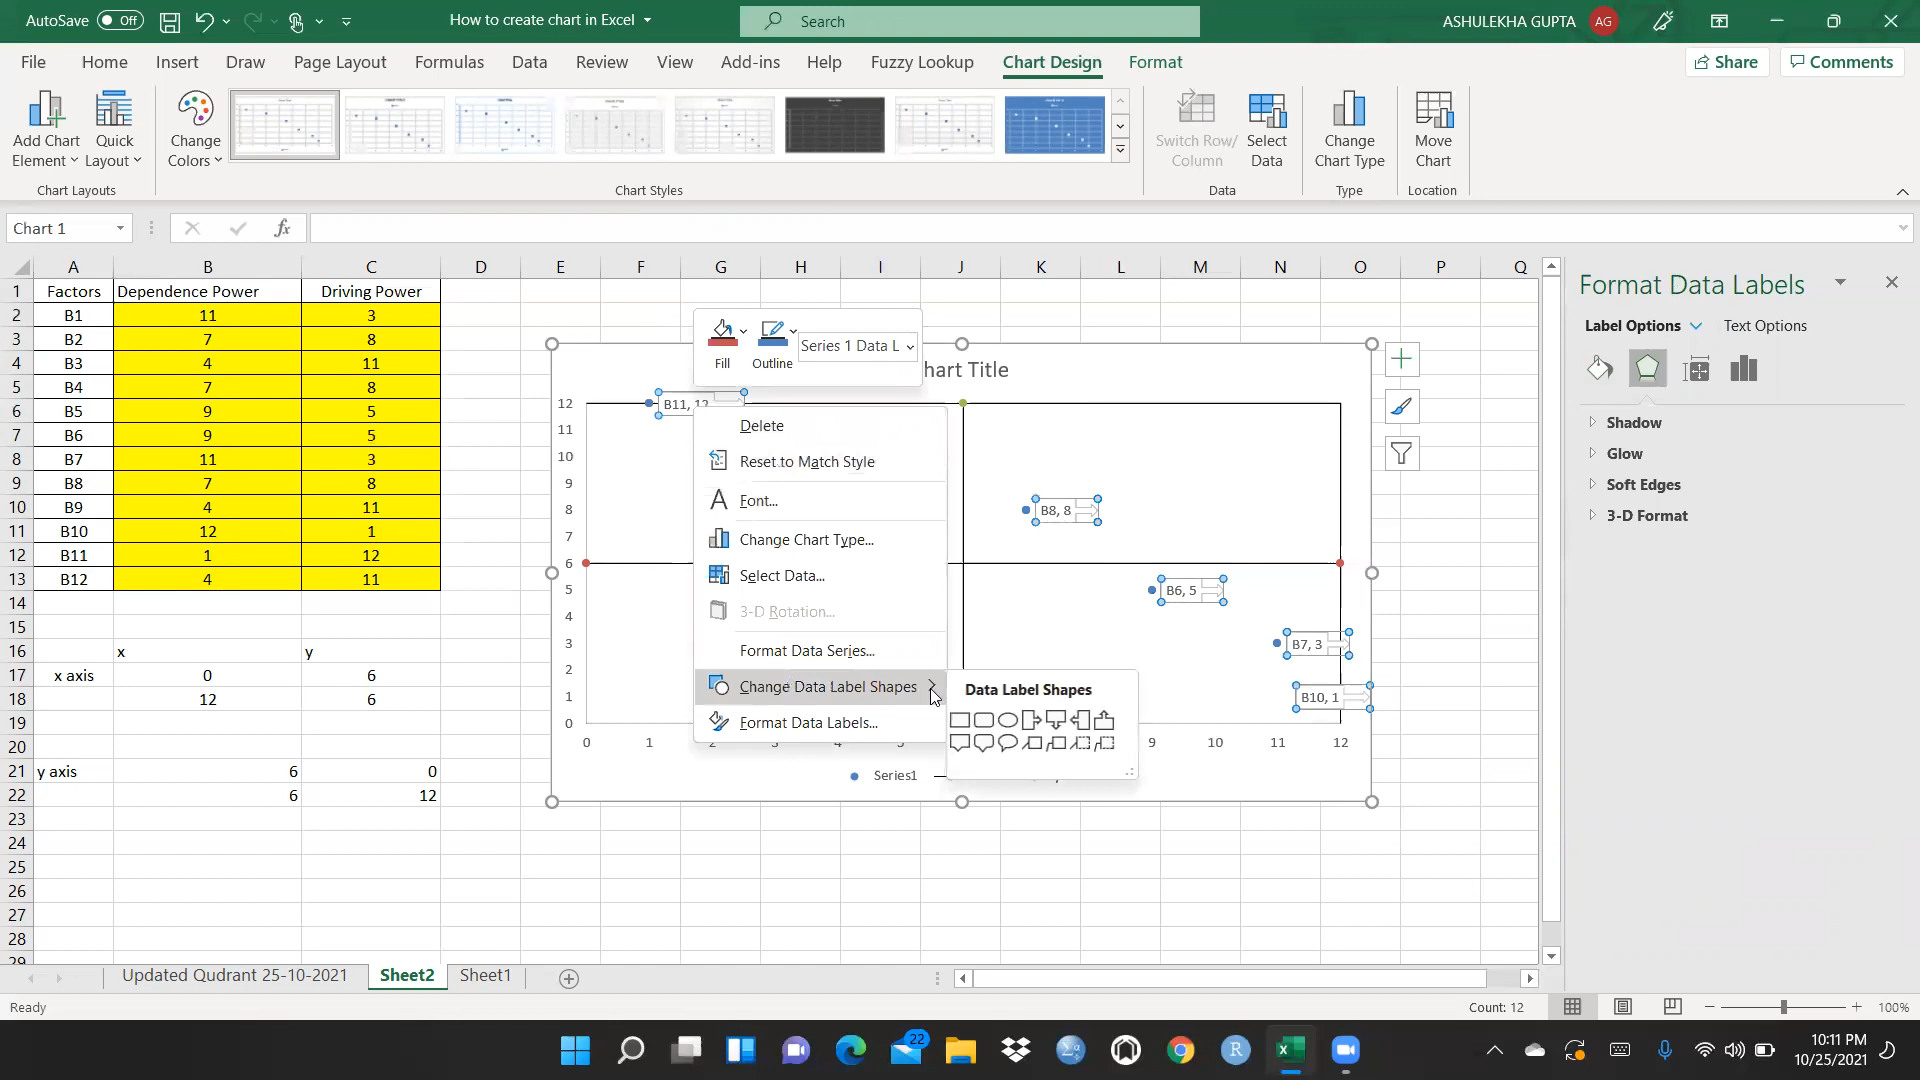 AutoSave Off
How to create chart in Excel
Search
ASHULEKHA GUPTA AG
File Home Insert Draw Page Layout Formulas Data Review View Add-ins Help Fuzzy Lookup Chart Design Format
Share Comments
Add Chart Element
Quick Layout
Change Colors
Switch Row/ Column
Select Data
Change Chart Type
Move Chart
Chart Layouts
Chart Styles
Data
Type
Location
Chart 1
fx
A B C D E F G H I J K L M N O P Q
1 Factors Dependence Power Driving Power
2 B1 11 3
3 B2 7 8
4 B3 4 11
5 B4 7 8
6 B5 9 5
7 B6 9 5
8 B7 11 3
9 B8 7 8
10 B9 4 11
11 B10 12 1
12 B11 1 12
13 B12 4 11
14
15
16 x y
17 x axis 0 6
18 12 6
19
20
21 y axis 6 0
22 6 12
23
24
25
26
27
28
29
Fill
Outline
Series 1 Data L
hart Title
12
11
10
9
8
7
6
5
4
3
2
1
0
B11, 12
B8, 8
B6, 5
B7, 3
B10, 1
0 1 9 10 11 12
Series1
Delete
Reset to Match Style
Font...
Change Chart Type...
Select Data...
3-D Rotation...
Format Data Series...
Change Data Label Shapes
Format Data Labels...
Data Label Shapes
Format Data Labels
Label Options Text Options
Shadow
Glow
Soft Edges
3-D Format
Updated Qudrant 25-10-2021 Sheet2 Sheet1
Ready
Count: 12
100%
22
10:11 PM
10/25/2021